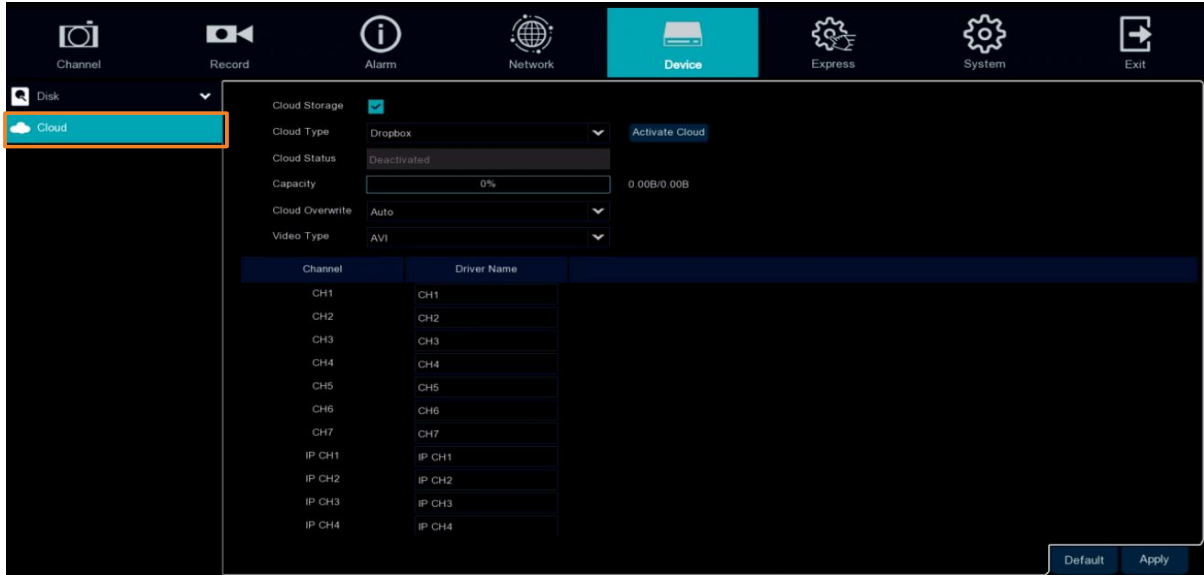 Channel Record Alarm Network Device Express System Exit
Disk
Cloud
Cloud Storage
Cloud Type Dropbox Activate Cloud
Cloud Status Deactivated
Capacity 0% 0.00B/0.00B
Cloud Overwrite Auto
Video Type AVI
Channel Driver Name
CH1 CH1
CH2 CH2
CH3 CH3
CH4 CH4
CH5 CH5
CH6 CH6
CH7 CH7
IP CH1 IP CH1
IP CH2 IP CH2
IP CH3 IP CH3
IP CH4 IP CH4
Default Apply